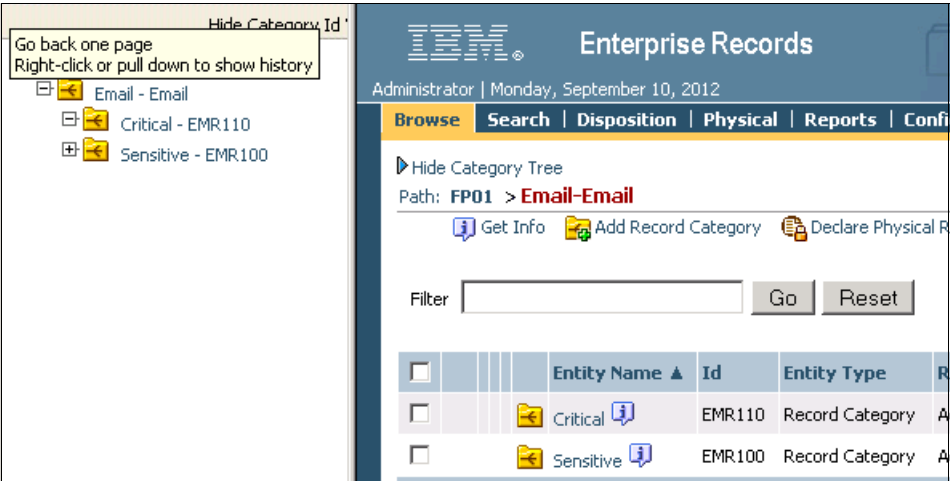 Hide Category Id
Go back one page
Right-click or pull down to show history
Email - Email
Critical - EMR110
Sensitive - EMR100
IBM® Enterprise Records
Administrator | Monday, September 10, 2012
Browse Search | Disposition | Physical | Reports | Confi
Hide Category Tree
Path: FP01 > Email-Email
Get Info Add Record Category Declare Physical R
Filter Go Reset
Entity Name ▲ Id Entity Type R
Critical EMR110 Record Category A
Sensitive EMR100 Record Category A